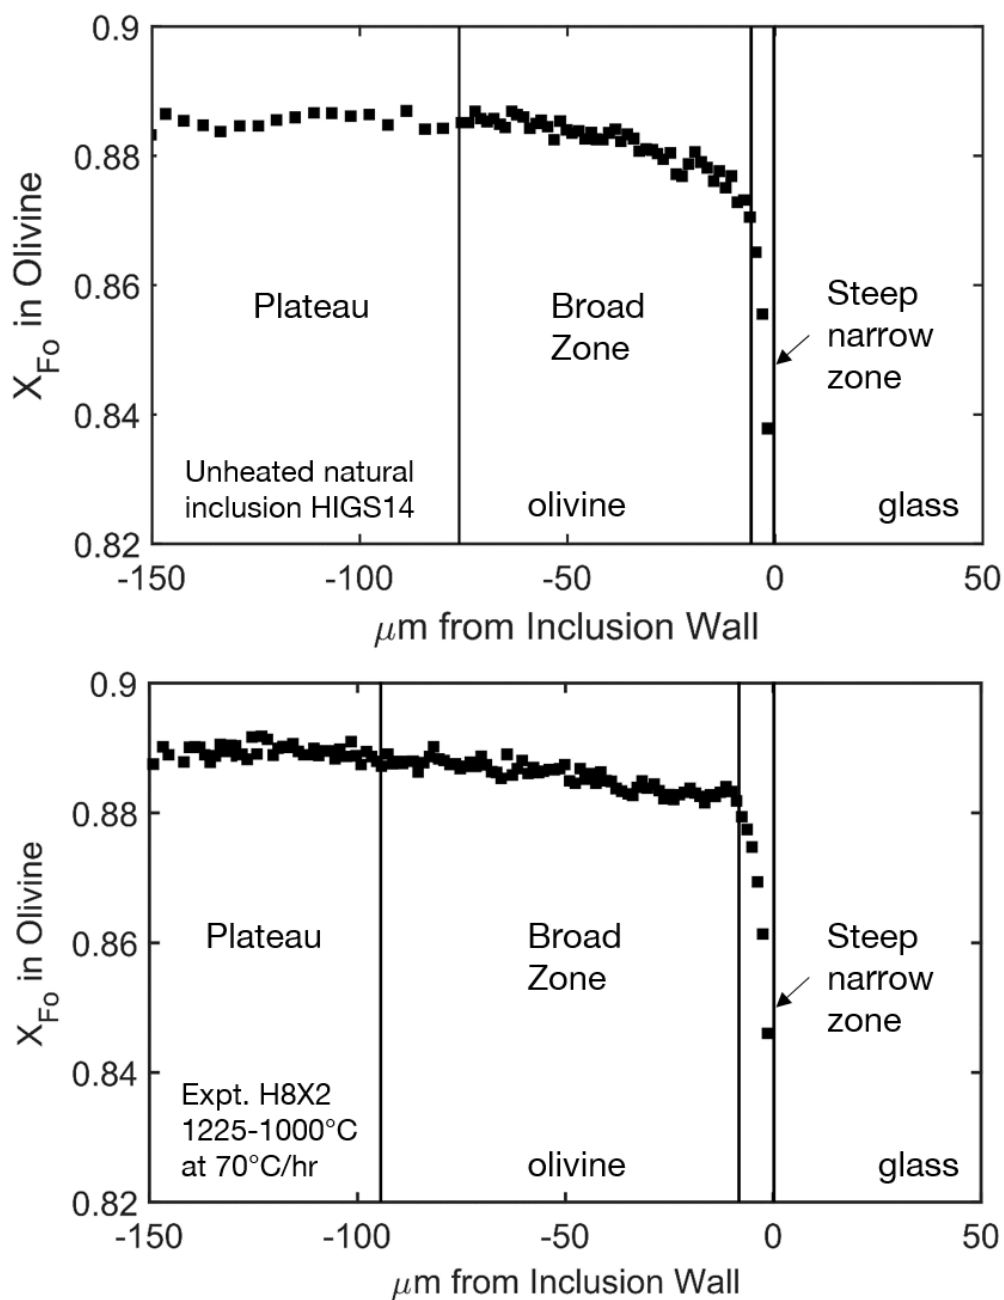 0.9
0.88
0.86
0.84
0.82
X_Fo in Olivine
Plateau
Broad
Zone
Steep
narrow
zone
Unheated natural
inclusion HIGS14
olivine
glass
-150
-100
-50
0
50
μm from Inclusion Wall
0.9
0.88
0.86
0.84
0.82
X_Fo in Olivine
Plateau
Broad
Zone
Steep
narrow
zone
Expt. H8X2
1225-1000°C
at 70°C/hr
olivine
glass
-150
-100
-50
0
50
μm from Inclusion Wall